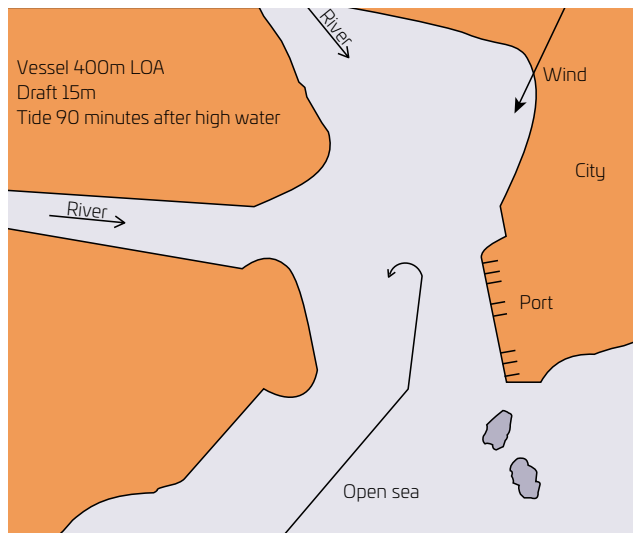 River
Vessel 400m LOA
Draft 15m
Tide 90 minutes after high water
Wind
City
River
Port
Open sea